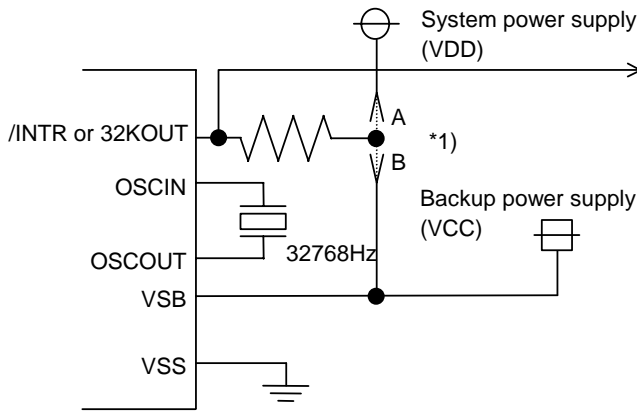 System power supply
(VDD)
A
/INTR or 32KOUT
*1)
B
OSCIN
Backup power supply
(VCC)
32768Hz
OSCOUT
VSB
VSS